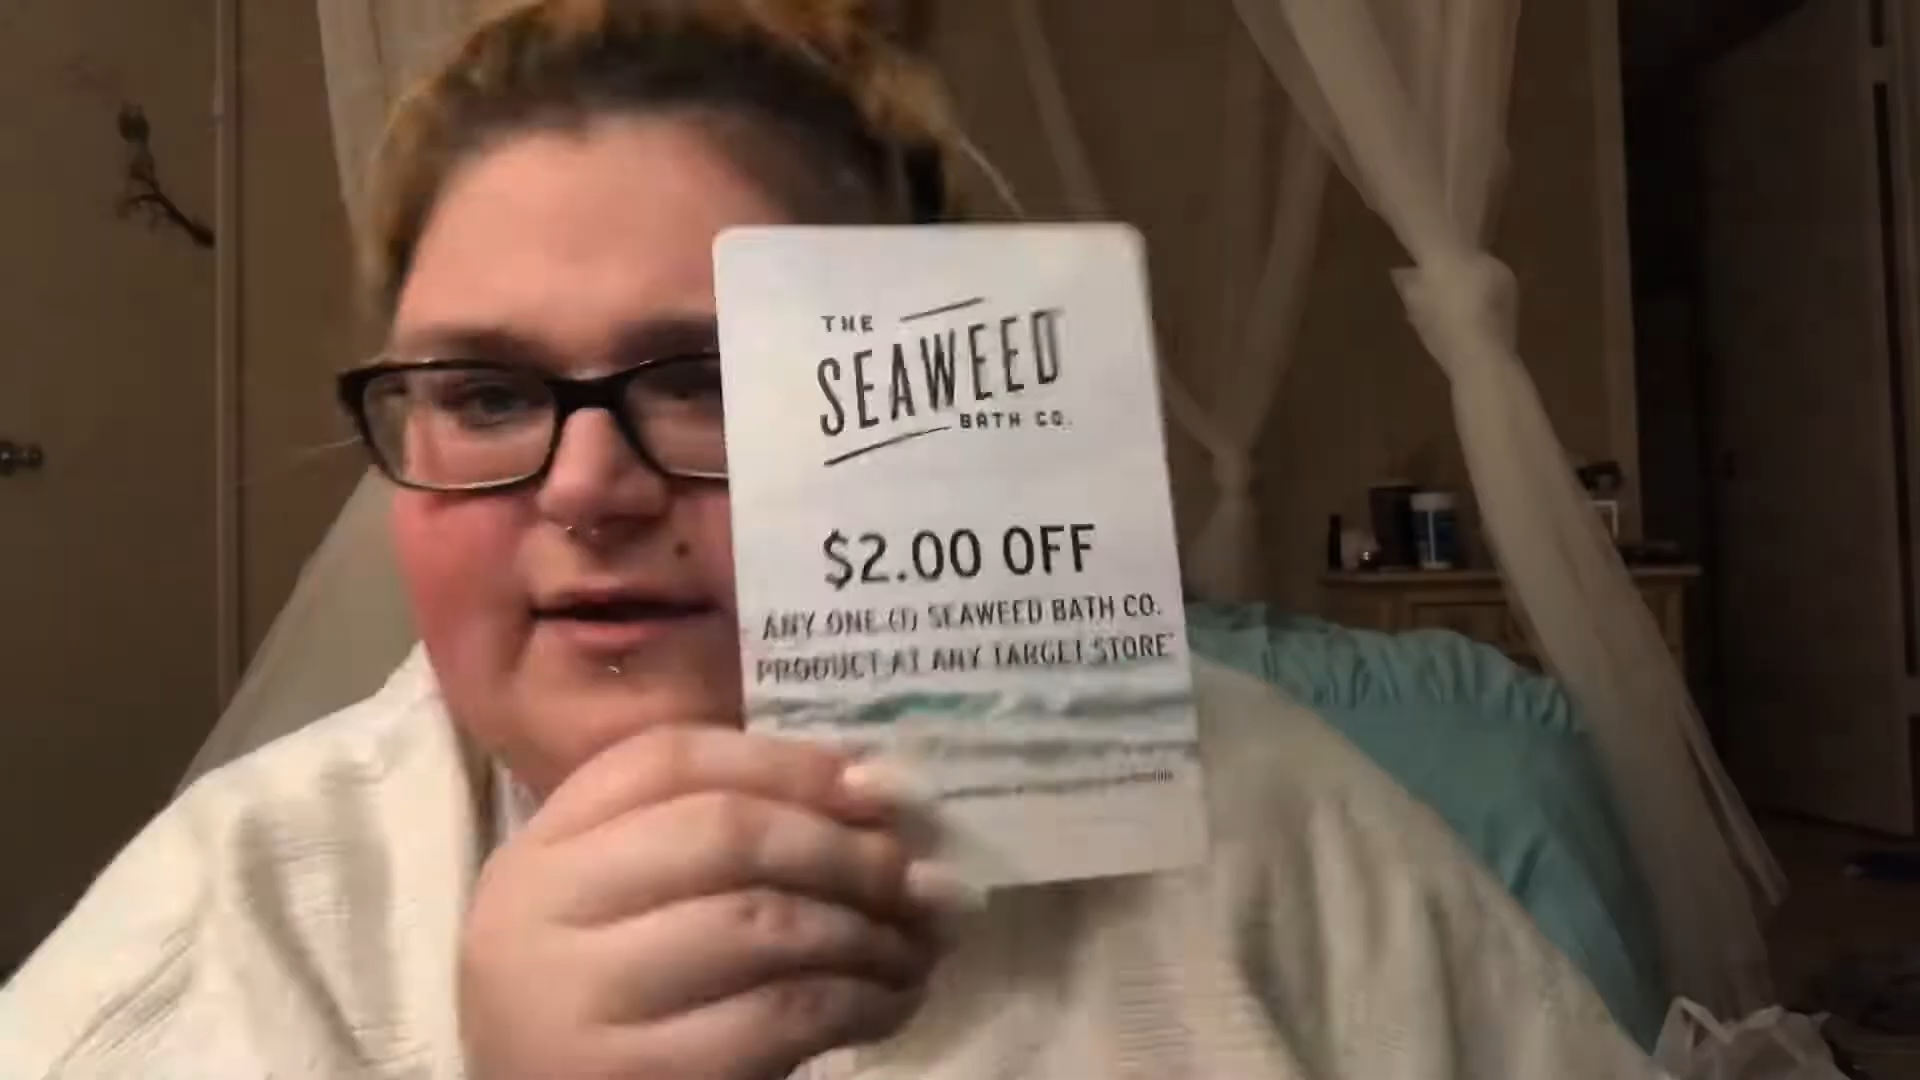 THE
SEAWEED
BATH CO.
$2.00 OFF
ANY ONE (1) SEAWEED BATH CO.
PRODUCT AT ANY TARGET STORE*